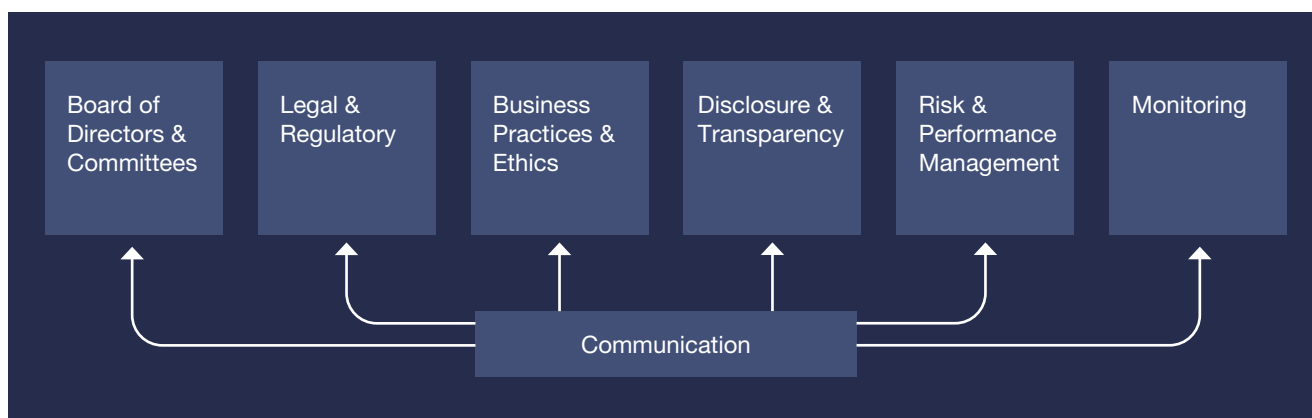 Board of
Directors &
Committees
Legal &
Regulatory
Business
Practices &
Ethics
Disclosure &
Transparency
Risk &
Performance
Management
Monitoring
Communication